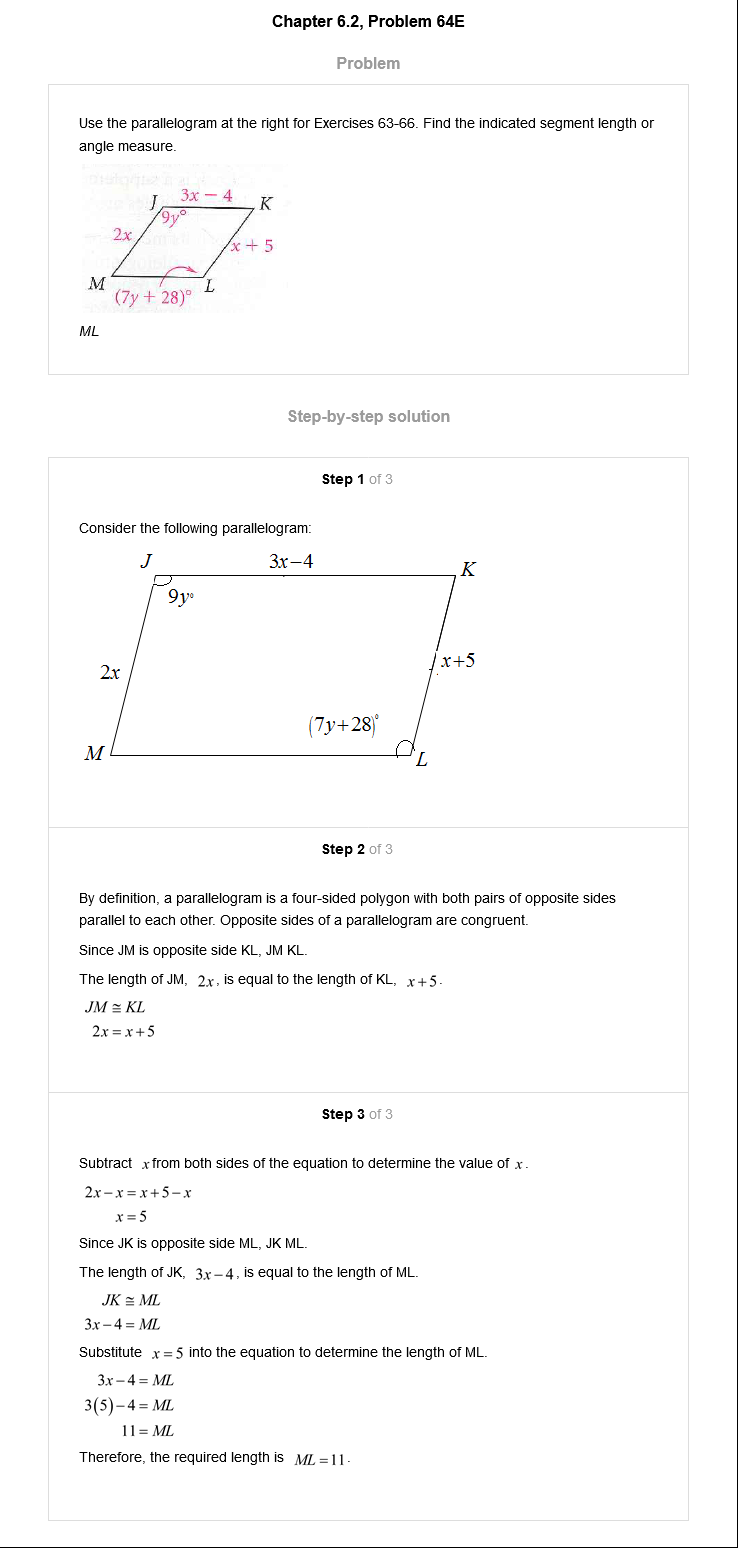 Chapter 6.2, Problem 64E
Problem
Use the parallelogram at the right for Exercises 63-66. Find the indicated segment length or
angle measure.
J 3x − 4 K
9y°
2x
x + 5
M L
(7y + 28)°
ML
Step-by-step solution
Step 1 of 3
Consider the following parallelogram:
J 3x−4 K
9y°
2x x+5
(7y+28)°
M L
Step 2 of 3
By definition, a parallelogram is a four-sided polygon with both pairs of opposite sides
parallel to each other. Opposite sides of a parallelogram are congruent.
Since JM is opposite side KL, JM KL.
The length of JM, 2x, is equal to the length of KL, x+5.
JM ≅ KL
2x = x+5
Step 3 of 3
Subtract x from both sides of the equation to determine the value of x.
2x−x = x+5−x
x = 5
Since JK is opposite side ML, JK ML.
The length of JK, 3x−4, is equal to the length of ML.
JK ≅ ML
3x−4 = ML
Substitute x = 5 into the equation to determine the length of ML.
3x−4 = ML
3(5)−4 = ML
11 = ML
Therefore, the required length is ML = 11.